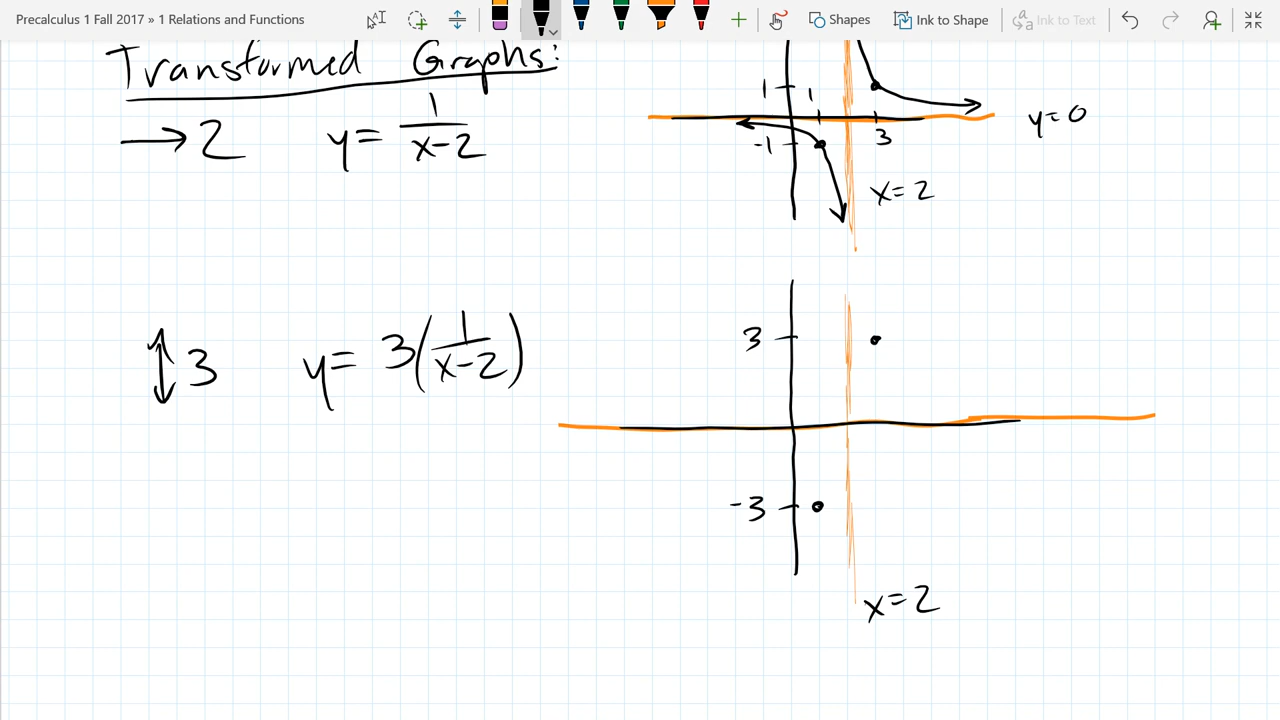 Precalculus 1 Fall 2017 » 1 Relations and Functions
Shapes
Ink to Shape
Ink to Text
Transformed Graphs:
→ 2 y = 1/(x-2)
1 1
-1 3
y = 0
x = 2
↕ 3 y = 3(1/(x-2))
3
-3
x = 2